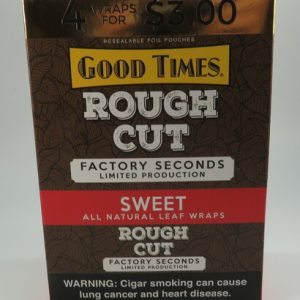 4 WRAPS FOR $3.00
RESEALABLE FOIL POUCHES
GOOD TIMES®
ROUGH
CUT
FACTORY SECONDS
LIMITED PRODUCTION
SWEET
ALL NATURAL LEAF WRAPS
ROUGH
CUT
FACTORY SECONDS
LIMITED PRODUCTION
WARNING: Cigar smoking can cause
lung cancer and heart disease.